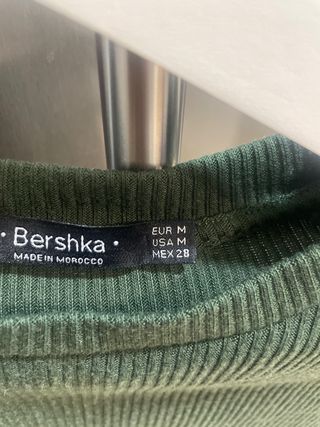 • Bershka •
MADE IN MOROCCO
EUR M
USA M
MEX 28